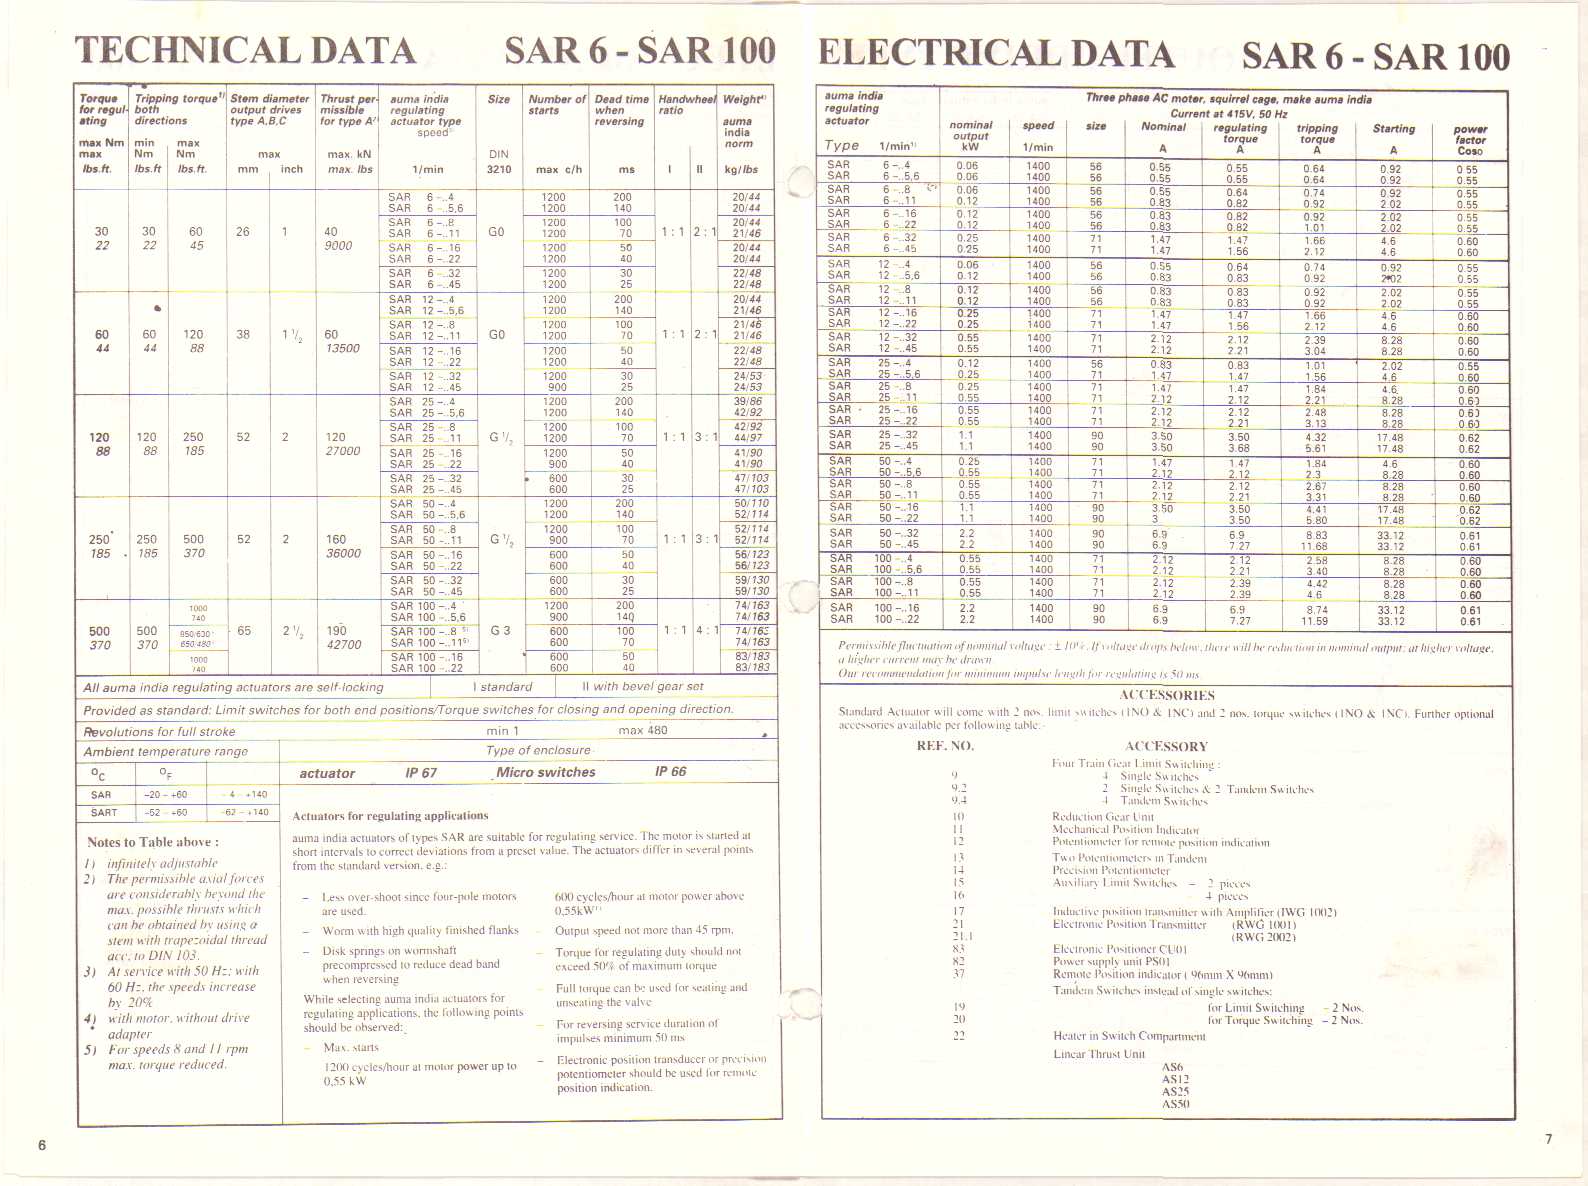 TECHNICAL DATA SAR 6 - SAR 100
Torque for regulating max Nm max lbs.ft.
Tripping torque 1) both directions min Nm lbs.ft max Nm lbs.ft.
Stem diameter output drives type A,B,C max mm inch
Thrust permissible for type A 2) max. kN max. lbs
auma india regulating actuator type speed 3) 1/min
Size DIN 3210
Number of starts max c/h
Dead time when reversing ms
Handwheel ratio I II
Weight 4) auma india norm kg/lbs
SAR 6 -..4 1200 200 20/44
SAR 6 -..5,6 1200 140 20/44
SAR 6 -..8 1200 100 20/44
30 30 60 26 1 40 SAR 6 -..11 G0 1200 70 1 : 1 2 : 1 21/46
22 22 45 9000 SAR 6 -..16 1200 50 20/44
SAR 6 -..22 1200 40 20/44
SAR 6 -..32 1200 30 22/48
SAR 6 -..45 1200 25 22/48
SAR 12 -..4 1200 200 20/44
SAR 12 -..5,6 1200 140 21/46
SAR 12 -..8 1200 100 21/46
60 60 120 38 1 1/2 60 SAR 12 -..11 G0 1200 70 1 : 1 2 : 1 21/46
44 44 88 13500 SAR 12 -..16 1200 50 22/48
SAR 12 -..22 1200 40 22/48
SAR 12 -..32 1200 30 24/53
SAR 12 -..45 900 25 24/53
SAR 25 -..4 1200 200 39/86
SAR 25 -..5,6 1200 140 42/92
SAR 25 -..8 1200 100 42/92
120 120 250 52 2 120 SAR 25 -..11 G 1/2 1200 70 1 : 1 3 : 1 44/97
88 88 185 27000 SAR 25 -..16 1200 50 41/90
SAR 25 -..22 900 40 41/90
SAR 25 -..32 600 30 47/103
SAR 25 -..45 600 25 47/103
SAR 50 -..4 1200 200 50/110
SAR 50 -..5,6 1200 140 52/114
SAR 50 -..8 1200 100 52/114
250 250 500 52 2 160 SAR 50 -..11 G 1/2 900 70 1 : 1 3 : 1 52/114
185 185 370 36000 SAR 50 -..16 600 50 56/123
SAR 50 -..22 600 40 56/123
SAR 50 -..32 600 30 59/130
SAR 50 -..45 600 25 59/130
1000 SAR 100 -..4 1200 200 74/163
740 SAR 100 -..5,6 900 140 74/163
500 500 850/630 65 2 1/2 190 SAR 100 -..8 5) G 3 600 100 1 : 1 4 : 1 74/163
370 370 650/480 42700 SAR 100 -..11 5) 600 70 74/163
1000 SAR 100 -..16 600 50 83/183
740 SAR 100 -..22 600 40 83/183
All auma india regulating actuators are self-locking I standard II with bevel gear set
Provided as standard: Limit switches for both end positions/Torque switches for closing and opening direction.
Revolutions for full stroke min 1 max 480
Ambient temperature range Type of enclosure
°C °F actuator IP 67 Micro switches IP 66
SAR -20 - +60 - 4 - +140
SART -52 - +60 -62 - +140
Notes to Table above :
1) infinitely adjustable
2) The permissible axial forces
are considerably beyond the
max. possible thrusts which
can be obtained by using a
stem with trapezoidal thread
acc. to DIN 103.
3) At service with 50 Hz; with
60 Hz. the speeds increase
by 20%
4) with motor. without drive
adapter
5) For speeds 8 and 11 rpm
max. torque reduced.
Actuators for regulating applications
auma india actuators of types SAR are suitable for regulating service. The motor is started at
short intervals to correct deviations from a preset value. The actuators differ in several points
from the standard version, e.g.:
– Less over-shoot since four-pole motors
are used.
– Worm with high quality finished flanks
– Disk springs on wormshaft
precompressed to reduce dead band
when reversing
While selecting auma india actuators for
regulating applications, the following points
should be observed:
– Max. starts
1200 cycles/hour at motor power up to
0,55 kW
600 cycles/hour at motor power above
0,55kW
Output speed not more than 45 rpm.
– Torque for regulating duty should not
exceed 50% of maximum torque
Full torque can be used for seating and
unseating the valve
– For reversing service duration of
impulses minimum 50 ms
– Electronic position transducer or precision
potentiometer should be used for remote
position indication.
6
ELECTRICAL DATA SAR 6 - SAR 100
auma india regulating actuator Type 1/min 1)
Three phase AC motor, squirrel cage, make auma india
Current at 415V, 50 Hz
nominal output kW
speed 1/min
size
Nominal A
regulating torque A
tripping torque A
Starting A
power factor Coso
SAR 6 -..4 0.06 1400 56 0.55 0.55 0.64 0.92 0.55
SAR 6 -..5,6 0.06 1400 56 0.55 0.55 0.64 0.92 0.55
SAR 6 -..8 0.06 1400 56 0.55 0.64 0.74 0.92 0.55
SAR 6 -..11 0.12 1400 56 0.83 0.82 0.92 2.02 0.55
SAR 6 -..16 0.12 1400 56 0.83 0.82 0.92 2.02 0.55
SAR 6 -..22 0.12 1400 56 0.83 0.82 1.01 2.02 0.55
SAR 6 -..32 0.25 1400 71 1.47 1.47 1.66 4.6 0.60
SAR 6 -..45 0.25 1400 71 1.47 1.56 2.12 4.6 0.60
SAR 12 -..4 0.06 1400 56 0.55 0.64 0.74 0.92 0.55
SAR 12 -..5,6 0.12 1400 56 0.83 0.83 0.92 2.02 0.55
SAR 12 -..8 0.12 1400 56 0.83 0.83 0.92 2.02 0.55
SAR 12 -..11 0.12 1400 56 0.83 0.83 0.92 2.02 0.55
SAR 12 -..16 0.25 1400 71 1.47 1.47 1.66 4.6 0.60
SAR 12 -..22 0.25 1400 71 1.47 1.56 2.12 4.6 0.60
SAR 12 -..32 0.55 1400 71 2.12 2.12 2.39 8.28 0.60
SAR 12 -..45 0.55 1400 71 2.12 2.21 3.04 8.28 0.60
SAR 25 -..4 0.12 1400 56 0.83 0.83 1.01 2.02 0.55
SAR 25 -..5,6 0.25 1400 71 1.47 1.47 1.56 4.6 0.60
SAR 25 -..8 0.25 1400 71 1.47 1.47 1.84 4.6 0.60
SAR 25 -..11 0.55 1400 71 2.12 2.12 2.21 8.28 0.60
SAR 25 -..16 0.55 1400 71 2.12 2.12 2.48 8.28 0.60
SAR 25 -..22 0.55 1400 71 2.12 2.21 3.13 8.28 0.60
SAR 25 -..32 1.1 1400 90 3.50 3.50 4.32 17.48 0.62
SAR 25 -..45 1.1 1400 90 3.50 3.68 5.61 17.48 0.62
SAR 50 -..4 0.25 1400 71 1.47 1.47 1.84 4.6 0.60
SAR 50 -..5,6 0.55 1400 71 2.12 2.12 2.3 8.28 0.60
SAR 50 -..8 0.55 1400 71 2.12 2.12 2.67 8.28 0.60
SAR 50 -..11 0.55 1400 71 2.12 2.21 3.31 8.28 0.60
SAR 50 -..16 1.1 1400 90 3.50 3.50 4.41 17.48 0.62
SAR 50 -..22 1.1 1400 90 3 3.50 5.80 17.48 0.62
SAR 50 -..32 2.2 1400 90 6.9 6.9 8.83 33.12 0.61
SAR 50 -..45 2.2 1400 90 6.9 7.27 11.68 33.12 0.61
SAR 100 -..4 0.55 1400 71 2.12 2.12 2.58 8.28 0.60
SAR 100 -..5,6 0.55 1400 71 2.12 2.21 3.40 8.28 0.60
SAR 100 -..8 0.55 1400 71 2.12 2.39 4.42 8.28 0.60
SAR 100 -..11 0.55 1400 71 2.12 2.39 4.6 8.28 0.60
SAR 100 -..16 2.2 1400 90 6.9 6.9 8.74 33.12 0.61
SAR 100 -..22 2.2 1400 90 6.9 7.27 11.59 33.12 0.61
Permissible fluctuation of nominal voltage : ± 10%. If voltage drops below, there will be reduction in nominal output: at higher voltage,
a higher current may be drawn
Our recommendation for minimum impulse length for regulating is 50 ms
ACCESSORIES
Standard Actuator will come with 2 nos. limit switches (1NO & 1NC) and 2 nos. torque switches (1NO & 1NC). Further optional
accessories available per following table:-
REF. NO. ACCESSORY
Four Train Gear Limit Switching :
9 4 Single Switches
9.2 2 Single Switches & 2 Tandem Switches
9.4 4 Tandem Switches
10 Reduction Gear Unit
11 Mechanical Position Indicator
12 Potentiometer for remote position indication
13 Two Potentiometers in Tandem
14 Precision Potentiometer
15 Auxiliary Limit Switches – 2 pieces
16 - 4 pieces
17 Inductive position transmitter with Amplifier (IWG 1002)
21 Electronic Position Transmitter (RWG 1001)
21.1 (RWG 2002)
83 Electronic Positioner CU01
82 Power supply unit PS01
37 Remote Position indicator ( 96mm X 96mm)
Tandem Switches instead of single switches:
19 for Limit Switching – 2 Nos.
20 for Torque Switching – 2 Nos.
22 Heater in Switch Compartment
Linear Thrust Unit
AS6
AS12
AS25
AS50
7